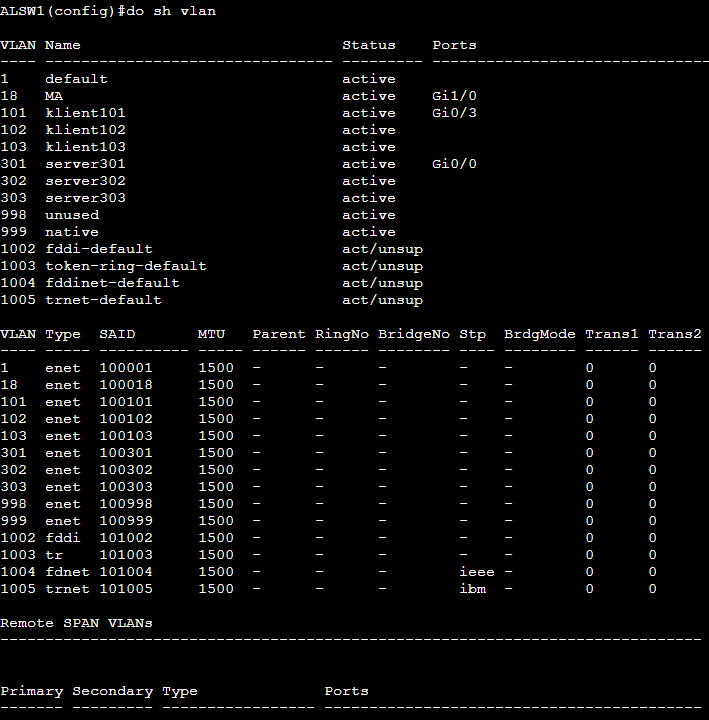 ALSW1(config)#do sh vlan
VLAN Name                             Status    Ports
---- -------------------------------- --------- -------------------------------
1    default                          active
18   MA                               active    Gi1/0
101  klient101                        active    Gi0/3
102  klient102                        active
103  klient103                        active
301  server301                        active    Gi0/0
302  server302                        active
303  server303                        active
998  unused                           active
999  native                           active
1002 fddi-default                     act/unsup
1003 token-ring-default               act/unsup
1004 fddinet-default                  act/unsup
1005 trnet-default                    act/unsup
VLAN Type  SAID       MTU   Parent RingNo BridgeNo Stp  BrdgMode Trans1 Trans2
---- ----- ---------- ----- ------ ------ -------- ---- -------- ------ ------
1    enet  100001     1500  -      -      -        -    -        0      0
18   enet  100018     1500  -      -      -        -    -        0      0
101  enet  100101     1500  -      -      -        -    -        0      0
102  enet  100102     1500  -      -      -        -    -        0      0
103  enet  100103     1500  -      -      -        -    -        0      0
301  enet  100301     1500  -      -      -        -    -        0      0
302  enet  100302     1500  -      -      -        -    -        0      0
303  enet  100303     1500  -      -      -        -    -        0      0
998  enet  100998     1500  -      -      -        -    -        0      0
999  enet  100999     1500  -      -      -        -    -        0      0
1002 fddi  101002     1500  -      -      -        -    -        0      0
1003 tr    101003     1500  -      -      -        -    -        0      0
1004 fdnet 101004     1500  -      -      -        ieee -        0      0
1005 trnet 101005     1500  -      -      -        ibm  -        0      0
Remote SPAN VLANs
------------------------------------------------------------------------------
Primary Secondary Type              Ports
------- --------- ----------------- ------------------------------------------